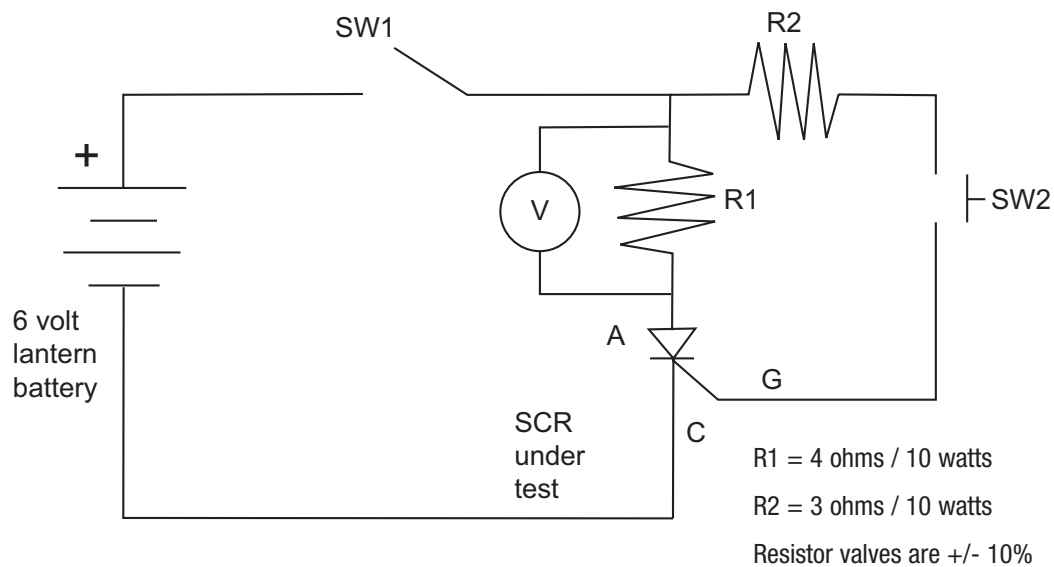 SW1
R2
+
V
R1
SW2
6 volt
lantern
battery
A
G
SCR
under
test
C
R1 = 4 ohms / 10 watts
R2 = 3 ohms / 10 watts
Resistor valves are +/- 10%